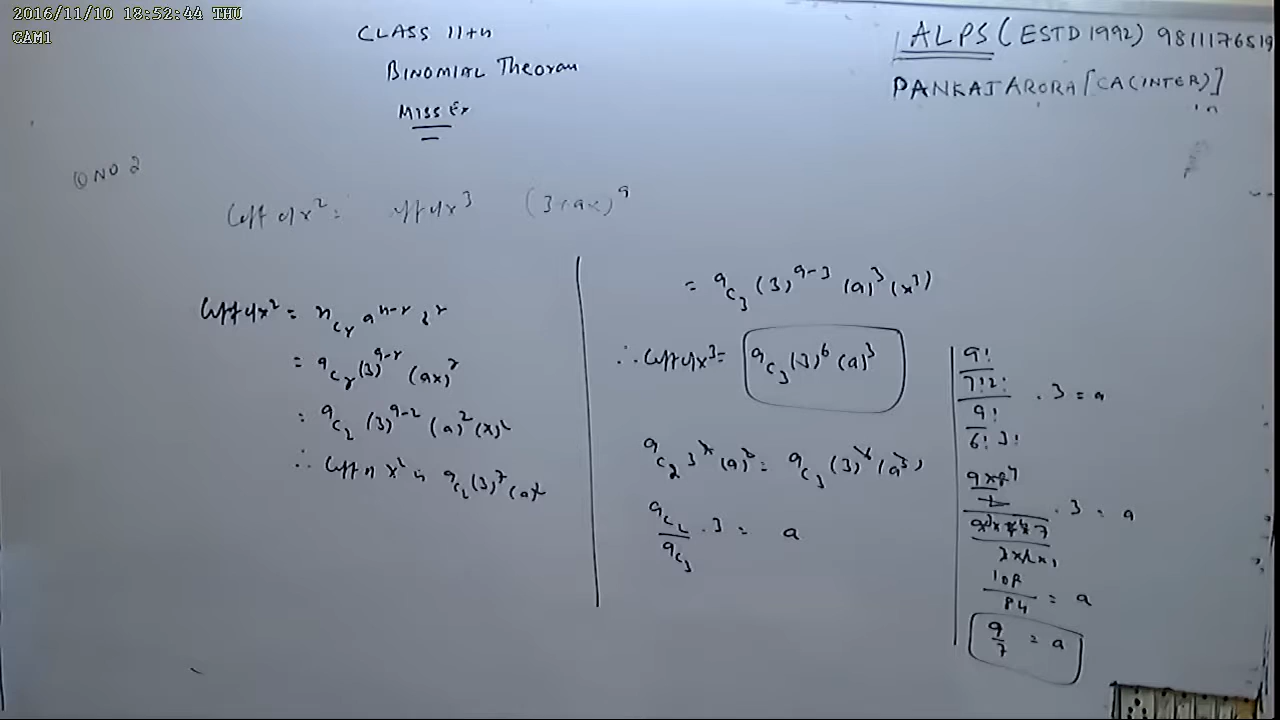 2016/11/10 18:52:44 THU
CAM1
CLASS 11th
BINOMIAL Theoram
MISS Ex
ALPS (ESTD 1992) 9811176519
PANKAJ ARORA [CA (INTER)]
Q NO 2
Coff of x² = coff of x³ (3+ax)⁹
Coff of x² = ⁿCᵣ aⁿ⁻ʳ bʳ
= ⁹Cᵣ (3)⁹⁻ʳ (ax)ʳ
= ⁹C₂ (3)⁹⁻² (a)² (x)²
∴ Coff of x² is ⁹C₂ (3)⁷ (a)²
= ⁹C₃ (3)⁹⁻³ (a)³ (x³)
∴ Coff of x³ = ⁹C₃ (3)⁶ (a)³
⁹C₂ 3⁷ (a)² = ⁹C₃ (3)⁶ (a³)
⁹C₂/⁹C₃ . 3 = a
9!
7!2!
. 3 = a
9!
6!3!
9×8
. 3 = a
108/84 = a
9/7 = a